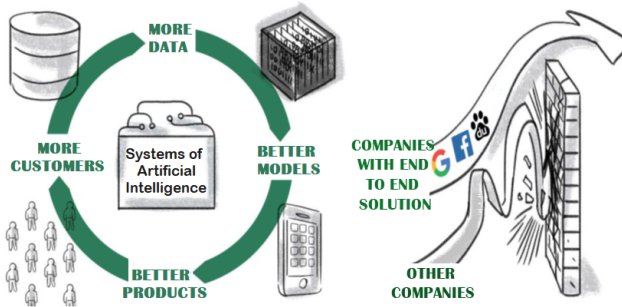 MORE
DATA
MORE
CUSTOMERS
Systems of
Artificial
Intelligence
BETTER
MODELS
BETTER
PRODUCTS
COMPANIES
WITH END
TO END
SOLUTION
G
f
du
OTHER
COMPANIES